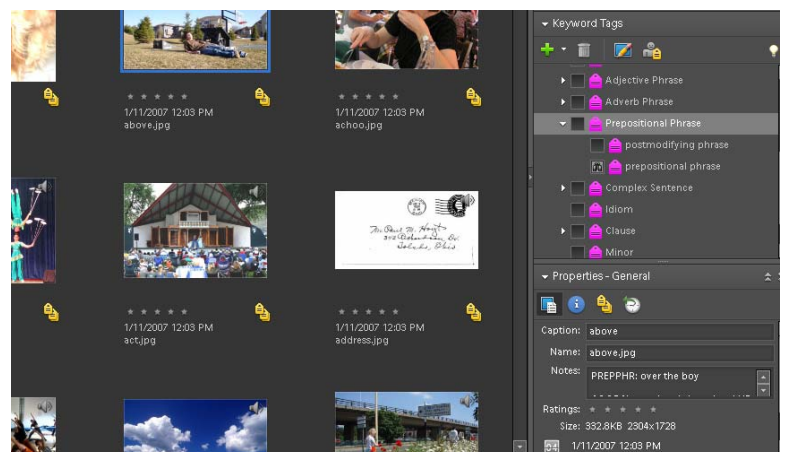 1/11/2007 12:03 PM
above.jpg
1/11/2007 12:03 PM
achoo.jpg
1/11/2007 12:03 PM
act.jpg
1/11/2007 12:03 PM
address.jpg
Keyword Tags
Adjective Phrase
Adverb Phrase
Prepositional Phrase
postmodifying phrase
prepositional phrase
Complex Sentence
Idiom
Clause
Minor
Properties - General
Caption: above
Name: above.jpg
Notes: PREPPHR: over the boy
Ratings:
Size: 332.8KB 2304x1728
1/11/2007 12:03 PM